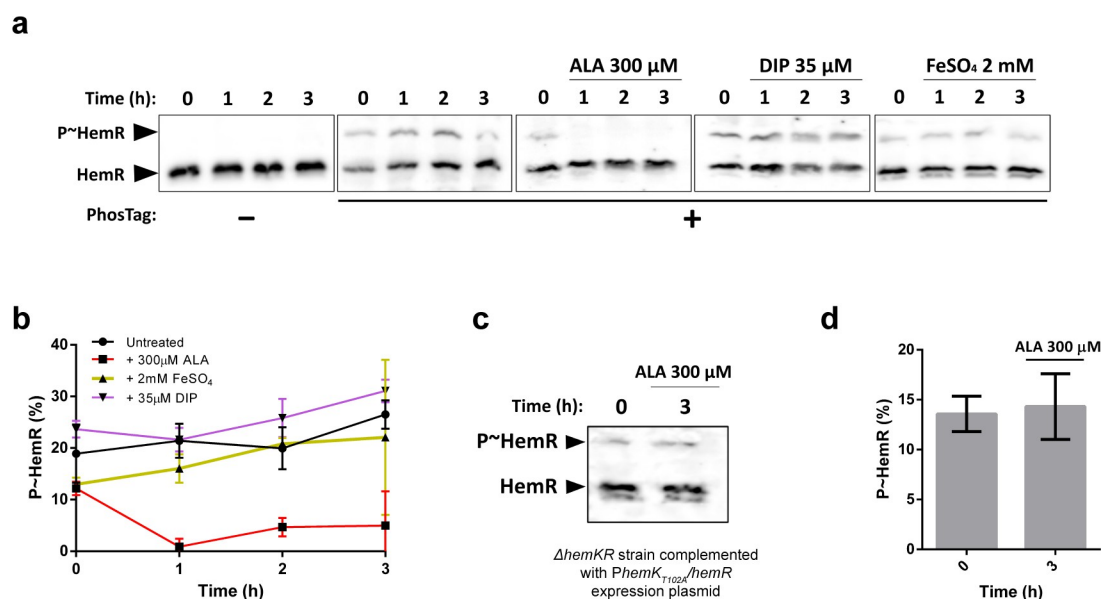 a
ALA 300 µM DIP 35 µM FeSO₄ 2 mM
Time (h): 0 1 2 3 0 1 2 3 0 1 2 3 0 1 2 3 0 1 2 3
P~HemR
HemR
PhosTag: − +
b
Untreated
+ 300µM ALA
+ 2mM FeSO₄
+ 35µM DIP
P~HemR (%)
40
30
20
10
0
0 1 2 3
Time (h)
c
ALA 300 µM
Time (h): 0 3
P~HemR
HemR
ΔhemKR strain complemented
with PhemK_T102A/hemR
expression plasmid
d
ALA 300 µM
P~HemR (%)
20
15
10
5
0
0 3
Time (h)